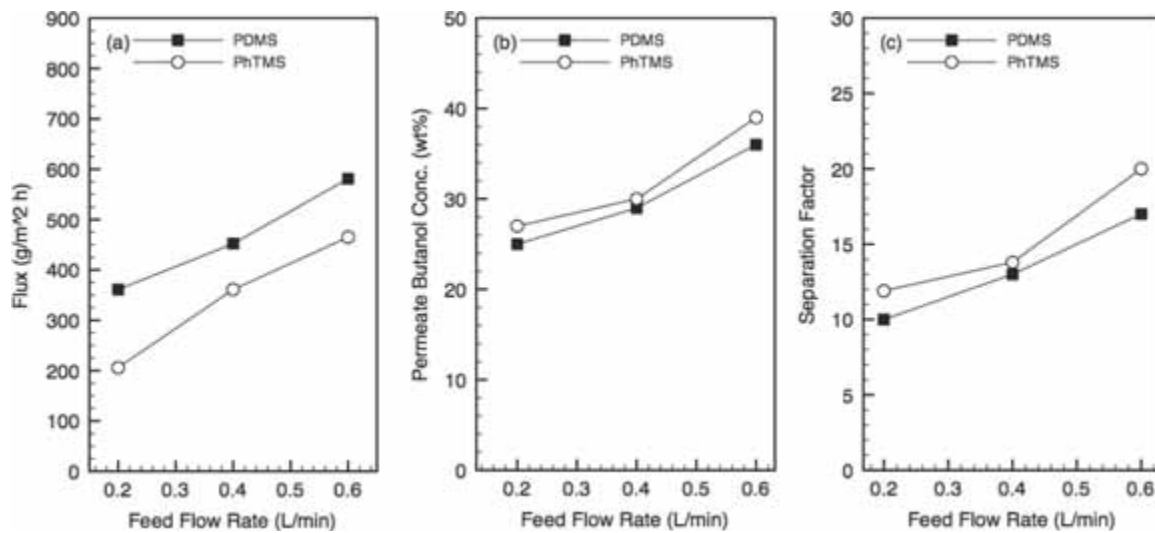 (a)
PDMS
PhTMS
900
800
700
600
500
400
300
200
100
0
Flux (g/m^2 h)
0.2 0.3 0.4 0.5 0.6
Feed Flow Rate (L/min)
(b)
PDMS
PhTMS
50
40
30
20
10
0
Permeate Butanol Conc. (wt%)
0.2 0.3 0.4 0.5 0.6
Feed Flow Rate (L/min)
(c)
PDMS
PhTMS
30
25
20
15
10
5
0
Separation Factor
0.2 0.3 0.4 0.5 0.6
Feed Flow Rate (L/min)